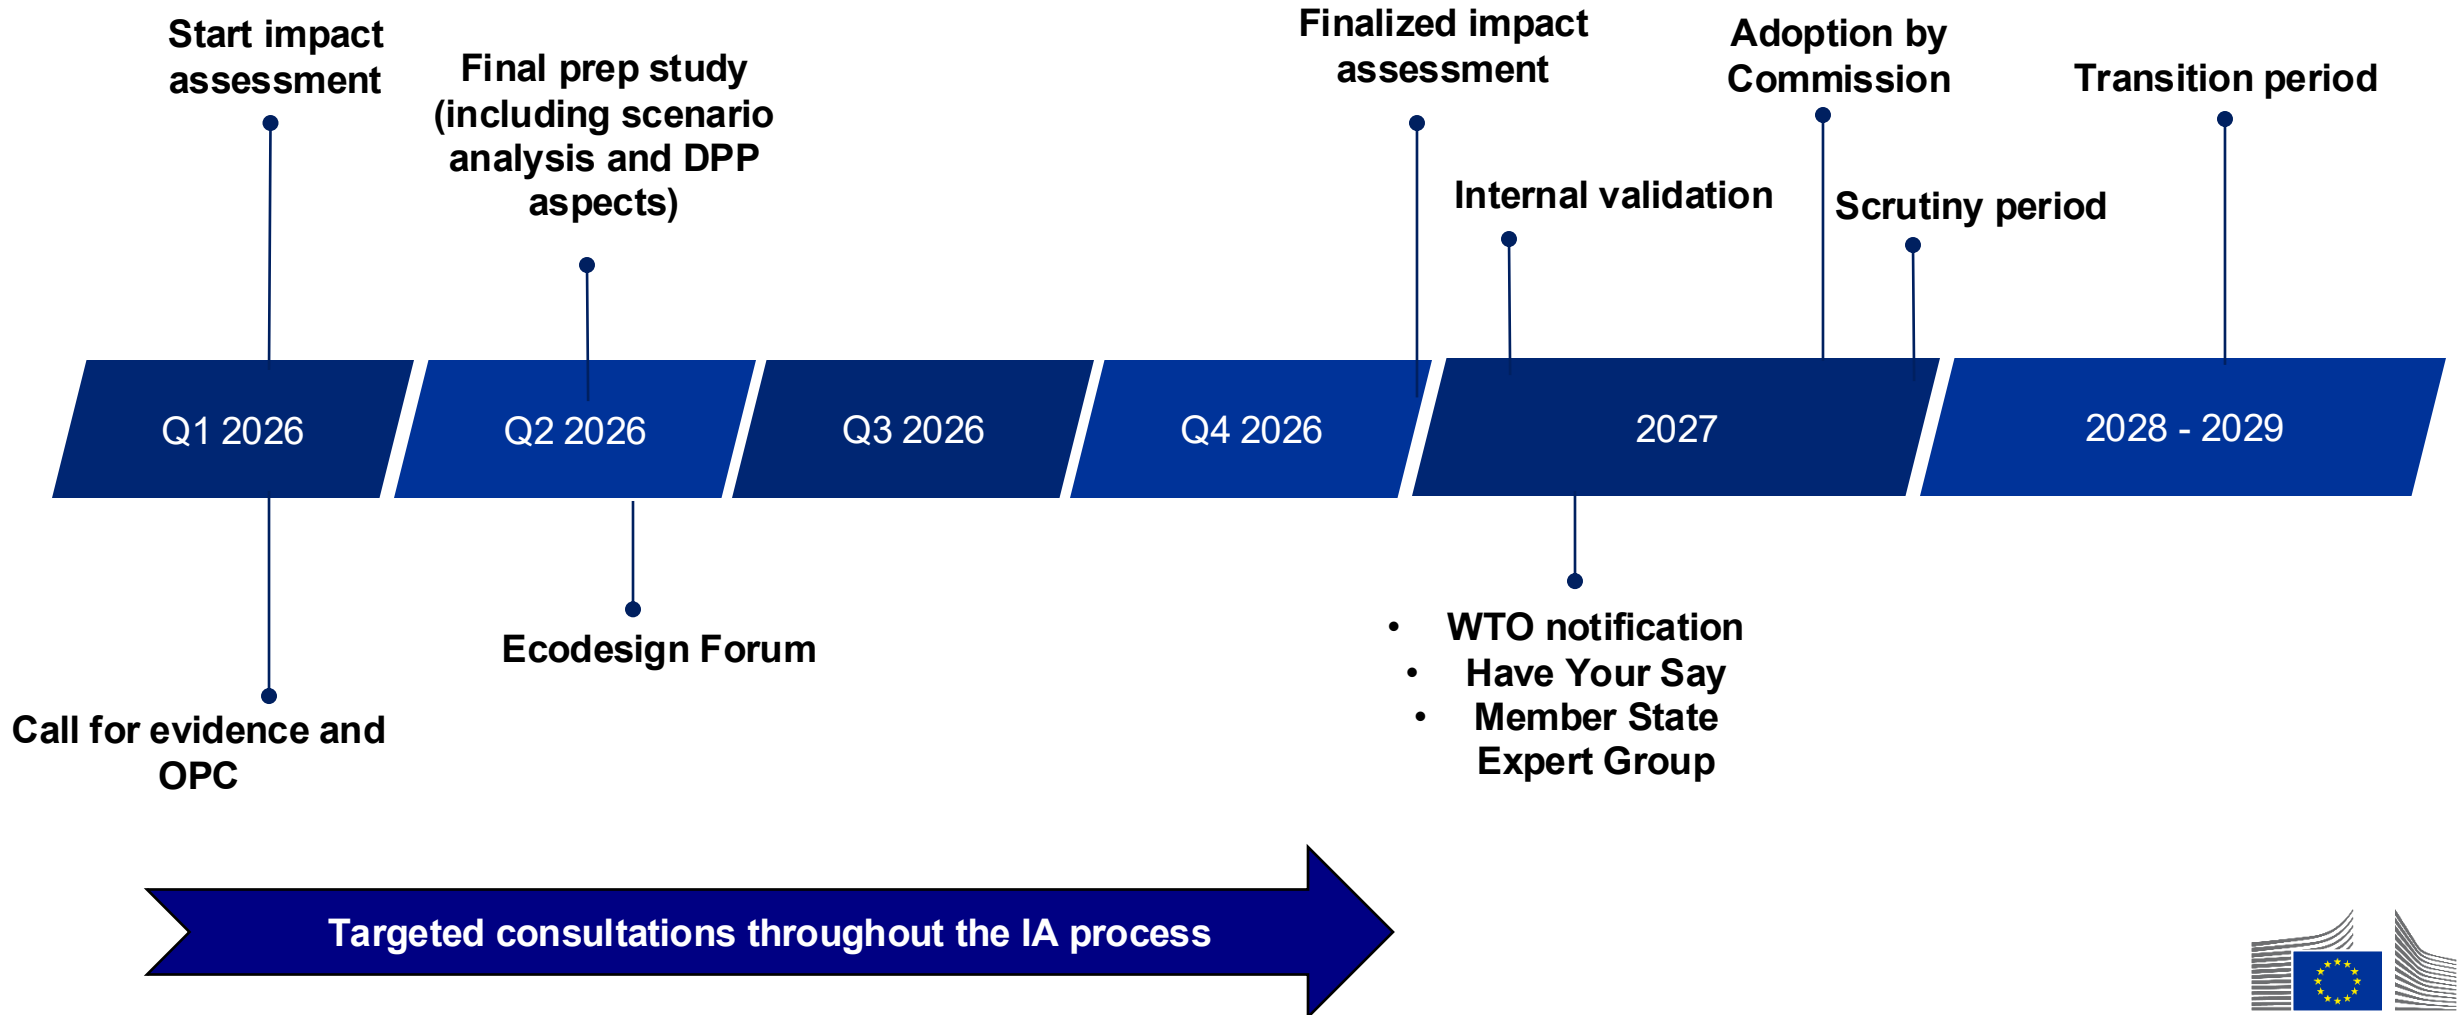 Start impact
assessment
Final prep study
(including scenario
analysis and DPP
aspects)
Finalized impact
assessment
Internal validation
Adoption by
Commission
Scrutiny period
Transition period
Q1 2026
Q2 2026
Q3 2026
Q4 2026
2027
2028 - 2029
Call for evidence and
OPC
Ecodesign Forum
• WTO notification
• Have Your Say
• Member State
Expert Group
Targeted consultations throughout the IA process